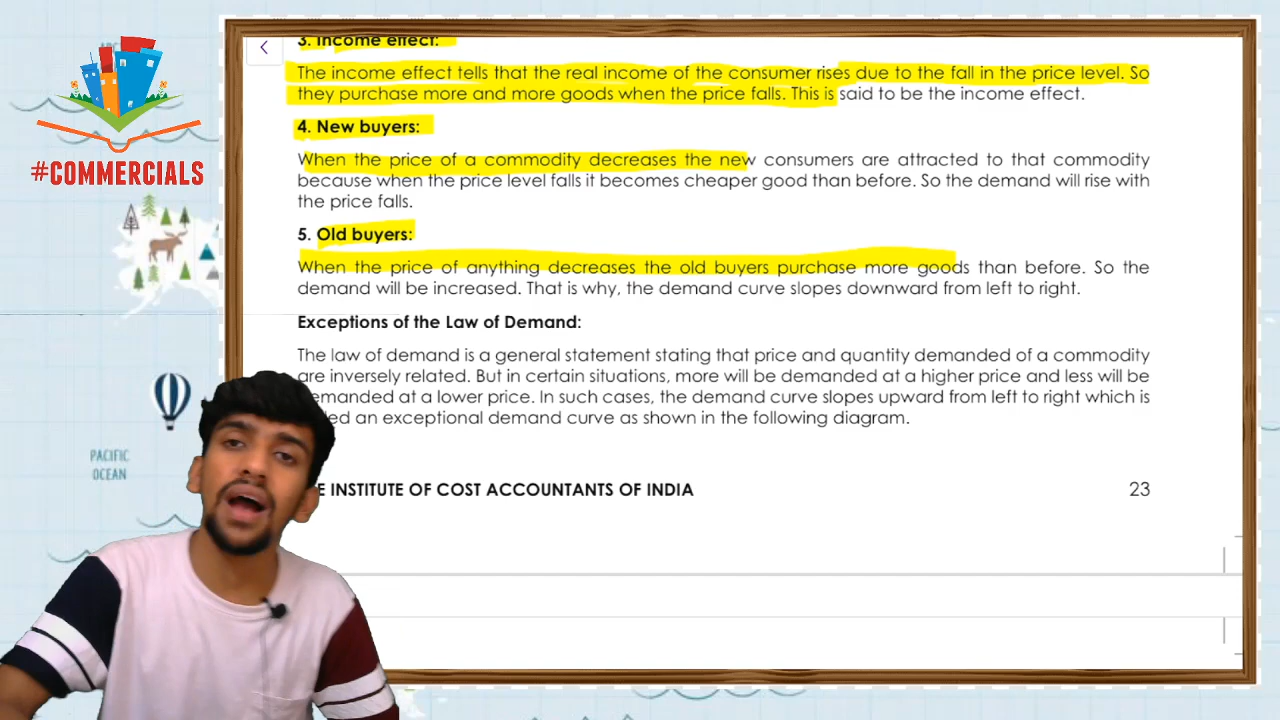 #COMMERCIALS
PACIFIC
OCEAN
3. Income effect:
The income effect tells that the real income of the consumer rises due to the fall in the price level. So
they purchase more and more goods when the price falls. This is said to be the income effect.
4. New buyers:
When the price of a commodity decreases the new consumers are attracted to that commodity
because when the price level falls it becomes cheaper good than before. So the demand will rise with
the price falls.
5. Old buyers:
When the price of anything decreases the old buyers purchase more goods than before. So the
demand will be increased. That is why, the demand curve slopes downward from left to right.
Exceptions of the Law of Demand:
The law of demand is a general statement stating that price and quantity demanded of a commodity
are inversely related. But in certain situations, more will be demanded at a higher price and less will be
demanded at a lower price. In such cases, the demand curve slopes upward from left to right which is
an exceptional demand curve as shown in the following diagram.
INSTITUTE OF COST ACCOUNTANTS OF INDIA
23